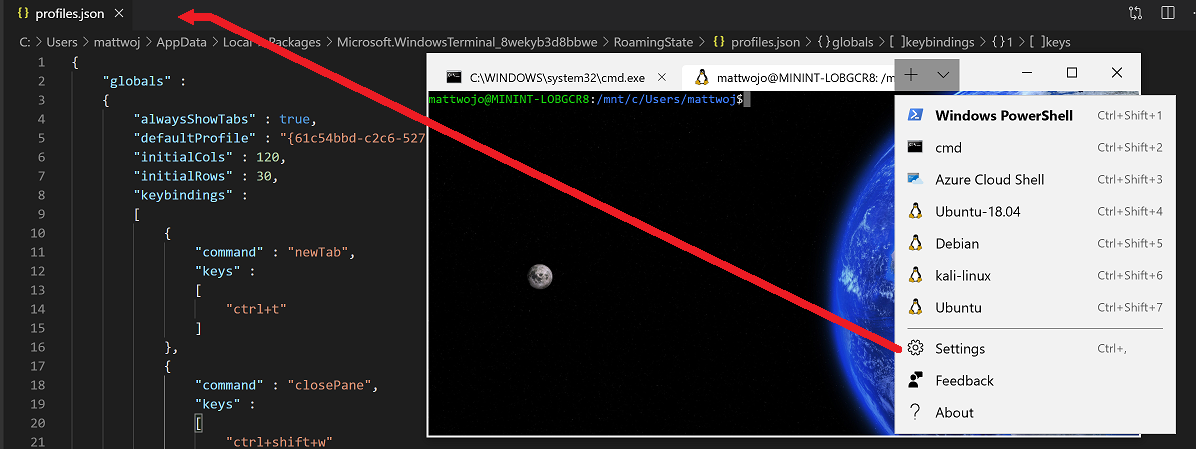 {} profiles.json ×
C: > Users > mattwoj > AppData > Local > Packages > Microsoft.WindowsTerminal_8wekyb3d8bbwe > RoamingState > {} profiles.json > {}globals > [ ]keybindings > {}1 > [ ]keys
1 {
2 "globals" :
3 {
4 "alwaysShowTabs" : true,
5 "defaultProfile" : "{61c54bbd-c2c6-527
6 "initialCols" : 120,
7 "initialRows" : 30,
8 "keybindings" :
9 [
10 {
11 "command" : "newTab",
12 "keys" :
13 [
14 "ctrl+t"
15 ]
16 },
17 {
18 "command" : "closePane",
19 "keys" :
20 [
21 "ctrl+shift+w"
C:\WINDOWS\system32\cmd.exe ×
mattwojo@MININT-LOBGCR8: /m
mattwojo@MININT-LOBGCR8:/mnt/c/Users/mattwoj$
Windows PowerShell Ctrl+Shift+1
cmd Ctrl+Shift+2
Azure Cloud Shell Ctrl+Shift+3
Ubuntu-18.04 Ctrl+Shift+4
Debian Ctrl+Shift+5
kali-linux Ctrl+Shift+6
Ubuntu Ctrl+Shift+7
Settings Ctrl+,
Feedback
? About